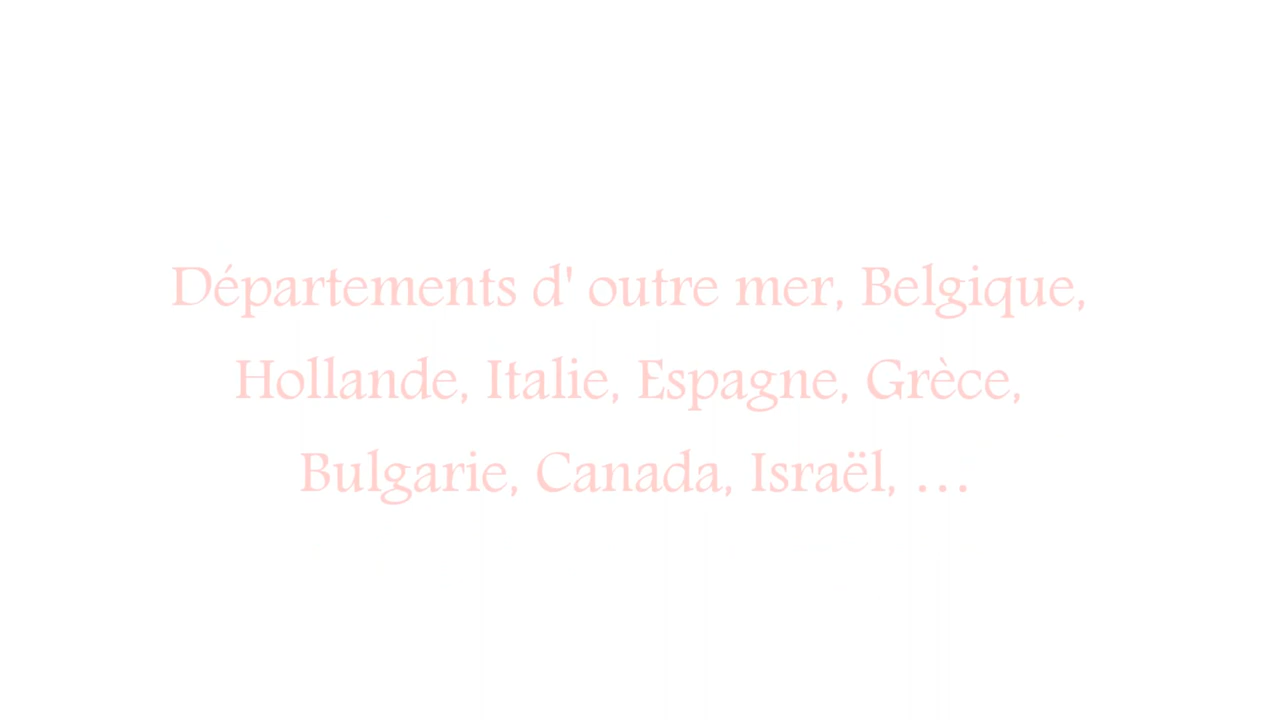 Départements d' outre mer, Belgique,
Hollande, Italie, Espagne, Grèce,
Bulgarie, Canada, Israël, …